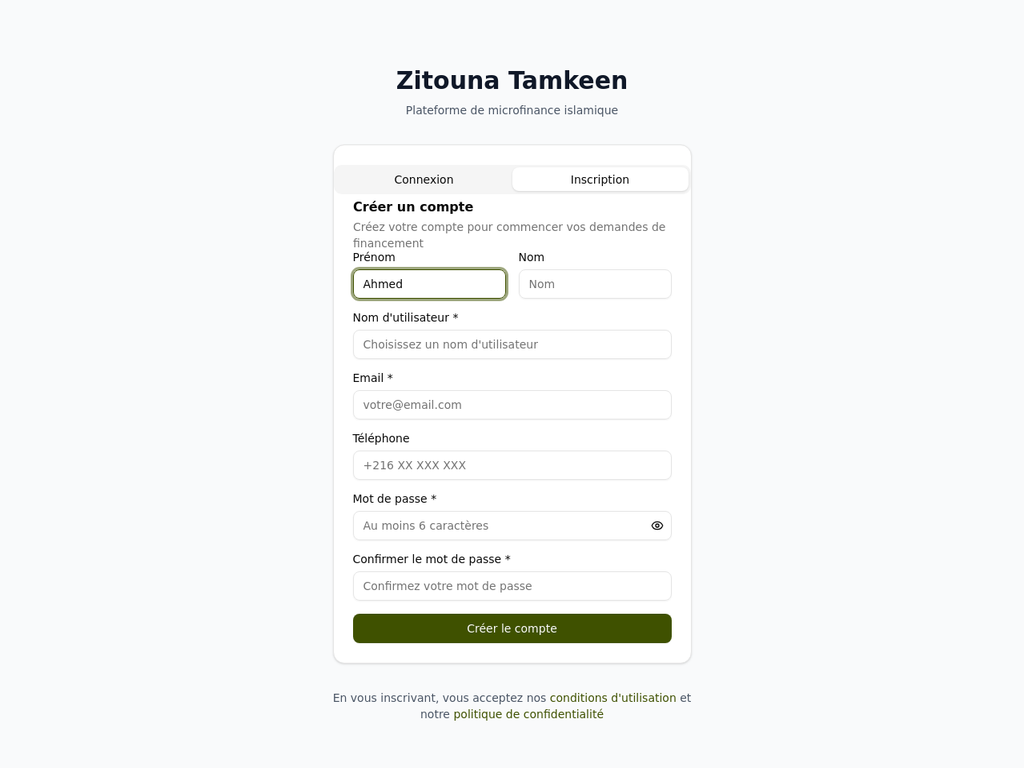 Zitouna Tamkeen
Plateforme de microfinance islamique
Connexion
Inscription
Créer un compte
Créez votre compte pour commencer vos demandes de
financement
Prénom
Nom
Ahmed
Nom
Nom d'utilisateur *
Choisissez un nom d'utilisateur
Email *
votre@email.com
Téléphone
+216 XX XXX XXX
Mot de passe *
Au moins 6 caractères
Confirmer le mot de passe *
Confirmez votre mot de passe
Créer le compte
En vous inscrivant, vous acceptez nos conditions d'utilisation et
notre politique de confidentialité